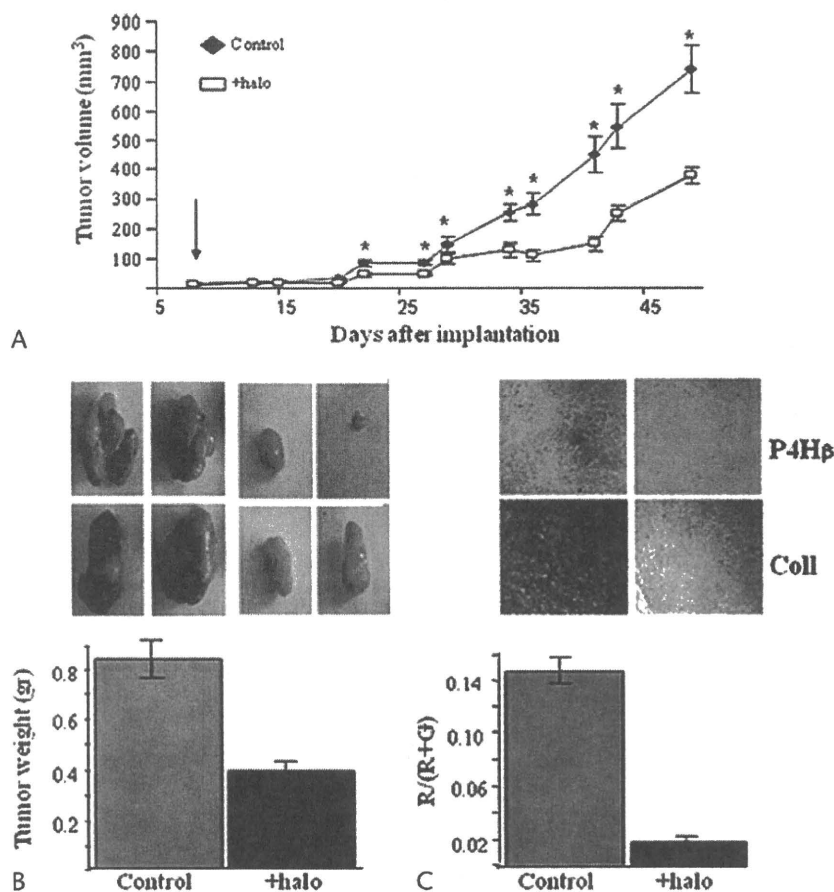 900
800
700
600
500
400
300
200
100
Tumor volume (mm³)
Control
+halo
* * * * * * * *
5 15 25 35 45
Days after implantation
A
P4Hβ
Coll
0.8
0.6
0.4
0.2
Tumor weight (gr)
Control +halo
B
0.14
0.10
0.06
0.02
R/(R+G)
Control +halo
C